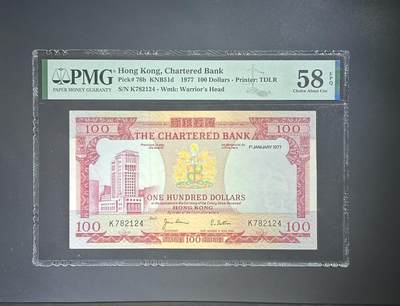 PMG
PAPER MONEY GUARANTY
Hong Kong, Chartered Bank
Pick# 76b KNB51d 1977 100 Dollars - Printer: TDLR
S/N K782124 - Wmk: Warrior's Head
58 EPQ
Choice About Unc
100
100
THE CHARTERED BANK
1ST JANUARY 1977
ONE HUNDRED DOLLARS
HONG KONG
K782124
K782124
100
100
100